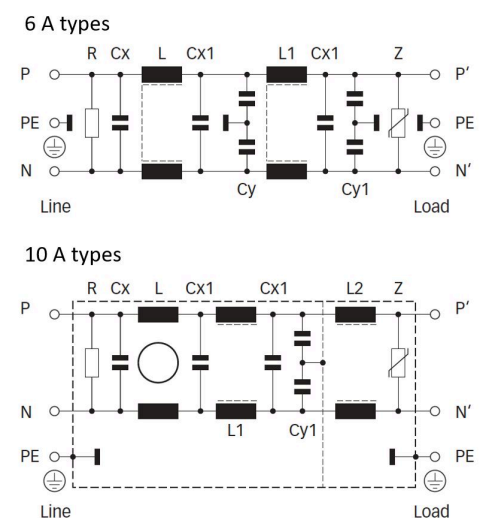 6 A types
R Cx L Cx1 L1 Cx1 Z
P P'
PE PE
N N'
Cy Cy1
Line Load
10 A types
R Cx L Cx1 Cx1 L2 Z
P P'
N N'
L1 Cy1
PE PE
Line Load